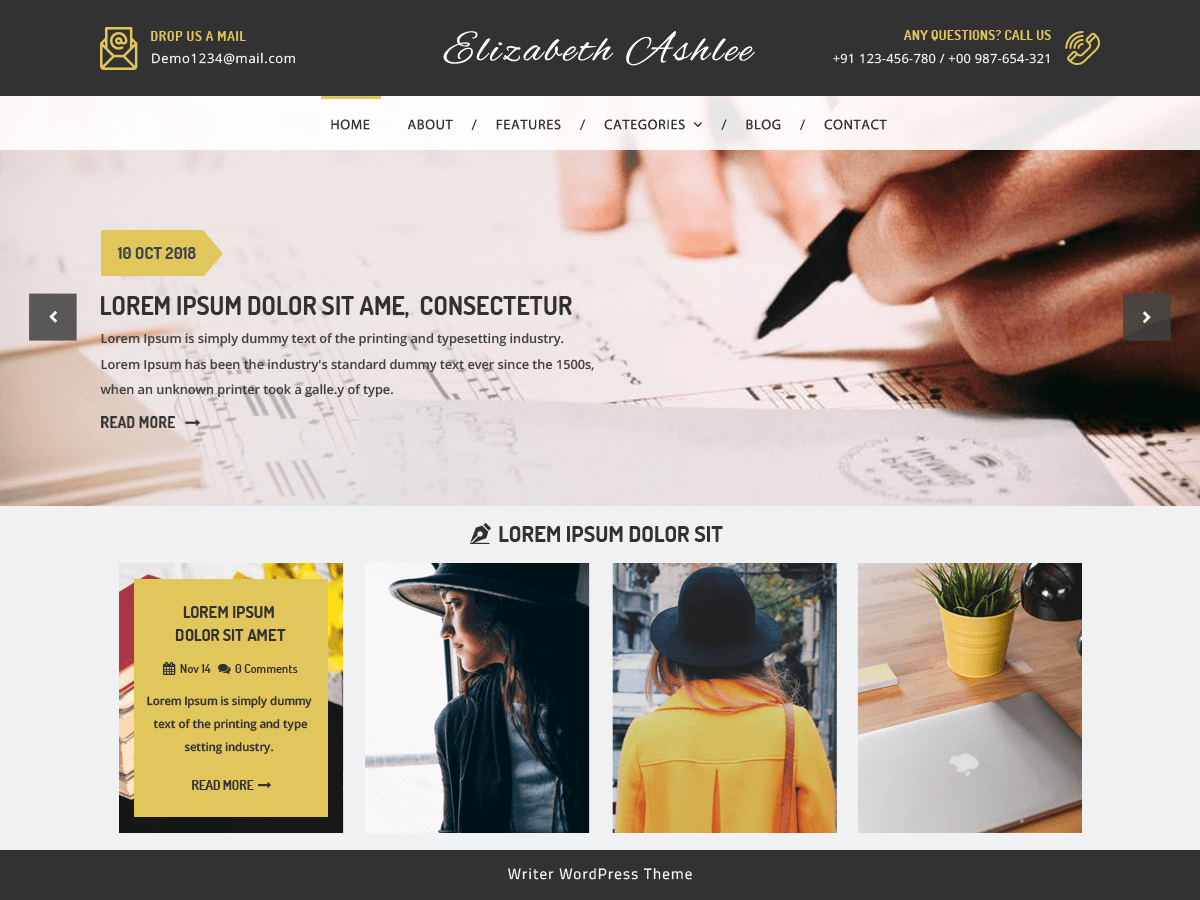 DROP US A MAIL
Demo1234@mail.com
Elizabeth Ashlee
ANY QUESTIONS? CALL US
+91 123-456-780 / +00 987-654-321
HOME ABOUT / FEATURES / CATEGORIES / BLOG / CONTACT
10 OCT 2018
LOREM IPSUM DOLOR SIT AME, CONSECTETUR
Lorem Ipsum is simply dummy text of the printing and typesetting industry.
Lorem Ipsum has been the industry's standard dummy text ever since the 1500s,
when an unknown printer took a galle.y of type.
READ MORE
LOREM IPSUM DOLOR SIT
LOREM IPSUM
DOLOR SIT AMET
Nov 14 0 Comments
Lorem Ipsum is simply dummy
text of the printing and type
setting industry.
READ MORE
Writer WordPress Theme